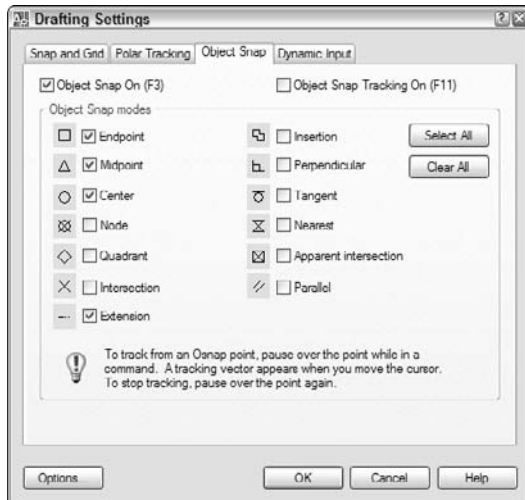 Drafting Settings
Snap and Grid Polar Tracking Object Snap Dynamic Input
Object Snap On (F3) Object Snap Tracking On (F11)
Object Snap modes
Endpoint Insertion Select All
Midpoint Perpendicular Clear All
Center Tangent
Node Nearest
Quadrant Apparent intersection
Intersection Parallel
Extension
To track from an Osnap point, pause over the point while in a
command. A tracking vector appears when you move the cursor.
To stop tracking, pause over the point again.
Options... OK Cancel Help